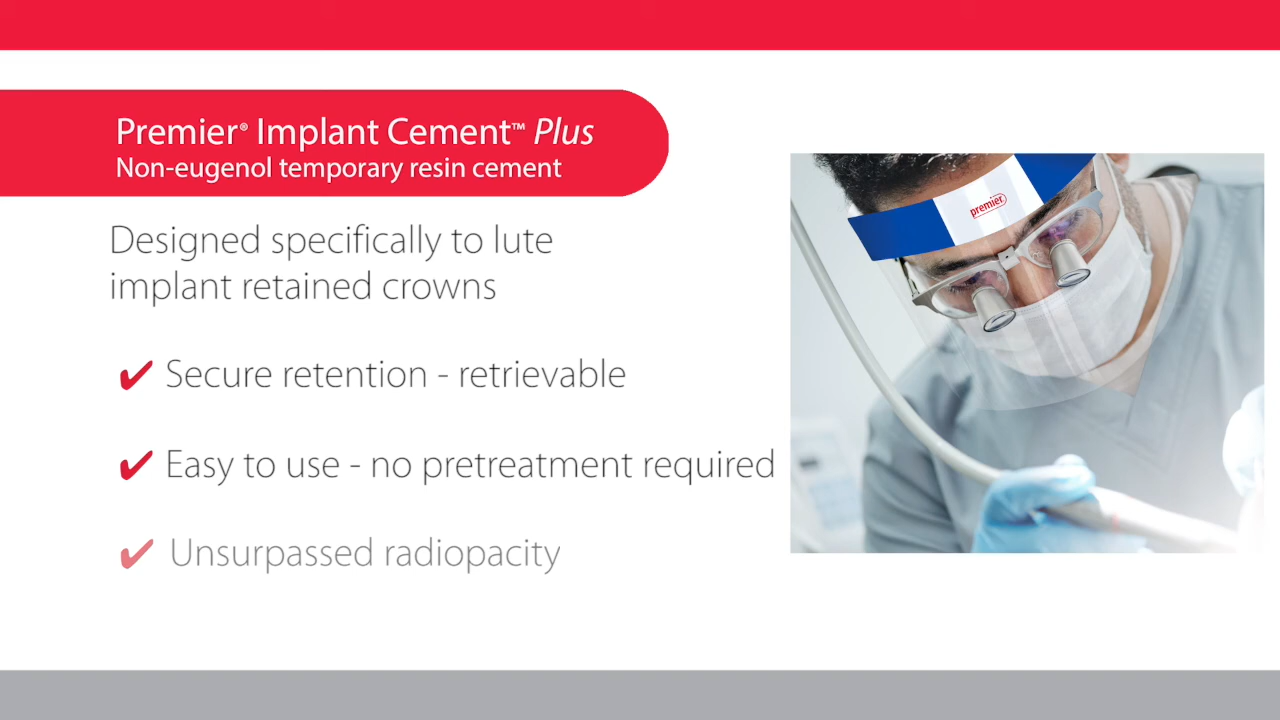 Premier® Implant Cement™ Plus
Non-eugenol temporary resin cement
Designed specifically to lute
implant retained crowns
✔ Secure retention - retrievable
✔ Easy to use - no pretreatment required
✔ Unsurpassed radiopacity
premier